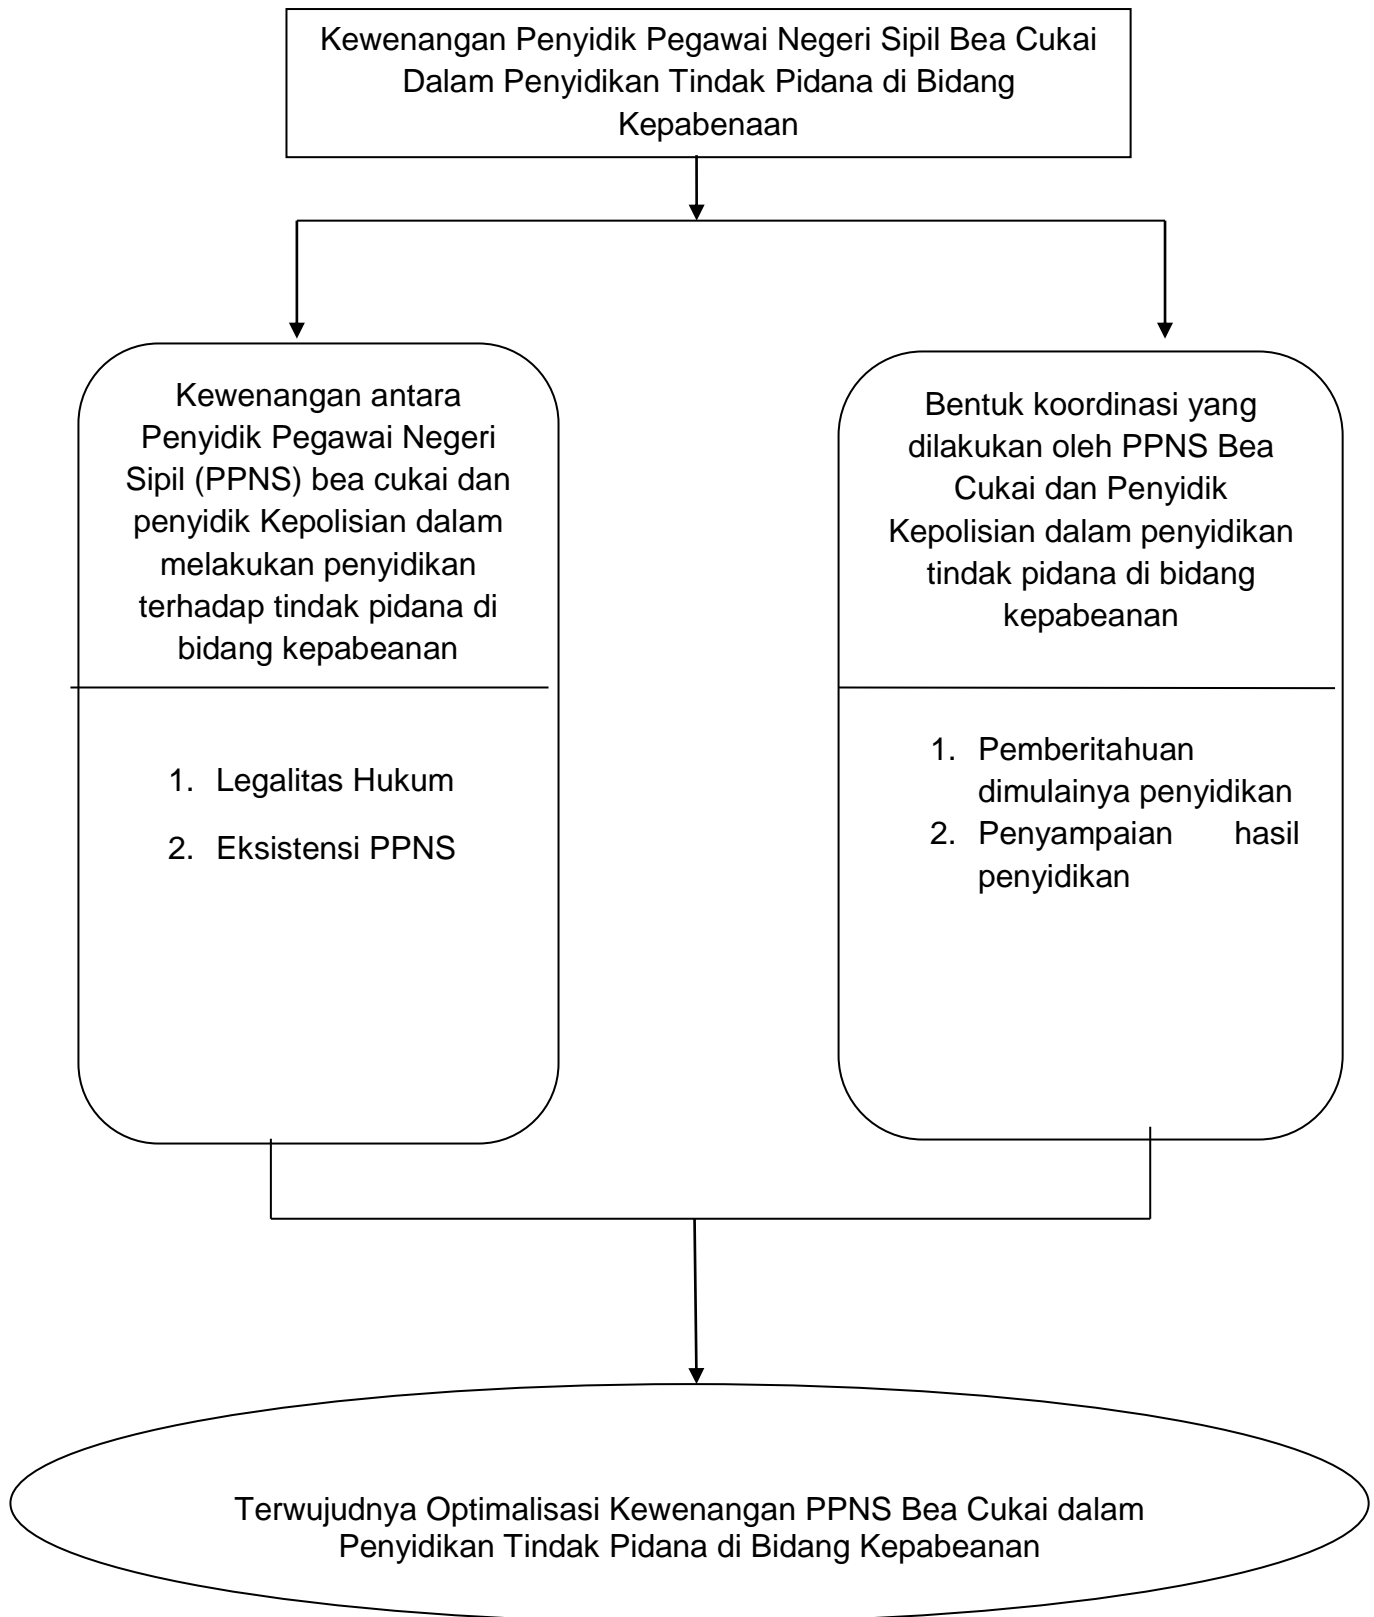 Kewenangan Penyidik Pegawai Negeri Sipil Bea Cukai
Dalam Penyidikan Tindak Pidana di Bidang
Kepabenaan
Kewenangan antara
Penyidik Pegawai Negeri
Sipil (PPNS) bea cukai dan
penyidik Kepolisian dalam
melakukan penyidikan
terhadap tindak pidana di
bidang kepabeanan
1. Legalitas Hukum
2. Eksistensi PPNS
Bentuk koordinasi yang
dilakukan oleh PPNS Bea
Cukai dan Penyidik
Kepolisian dalam penyidikan
tindak pidana di bidang
kepabeanan
1. Pemberitahuan
dimulainya penyidikan
2. Penyampaian hasil
penyidikan
Terwujudnya Optimalisasi Kewenangan PPNS Bea Cukai dalam
Penyidikan Tindak Pidana di Bidang Kepabeanan